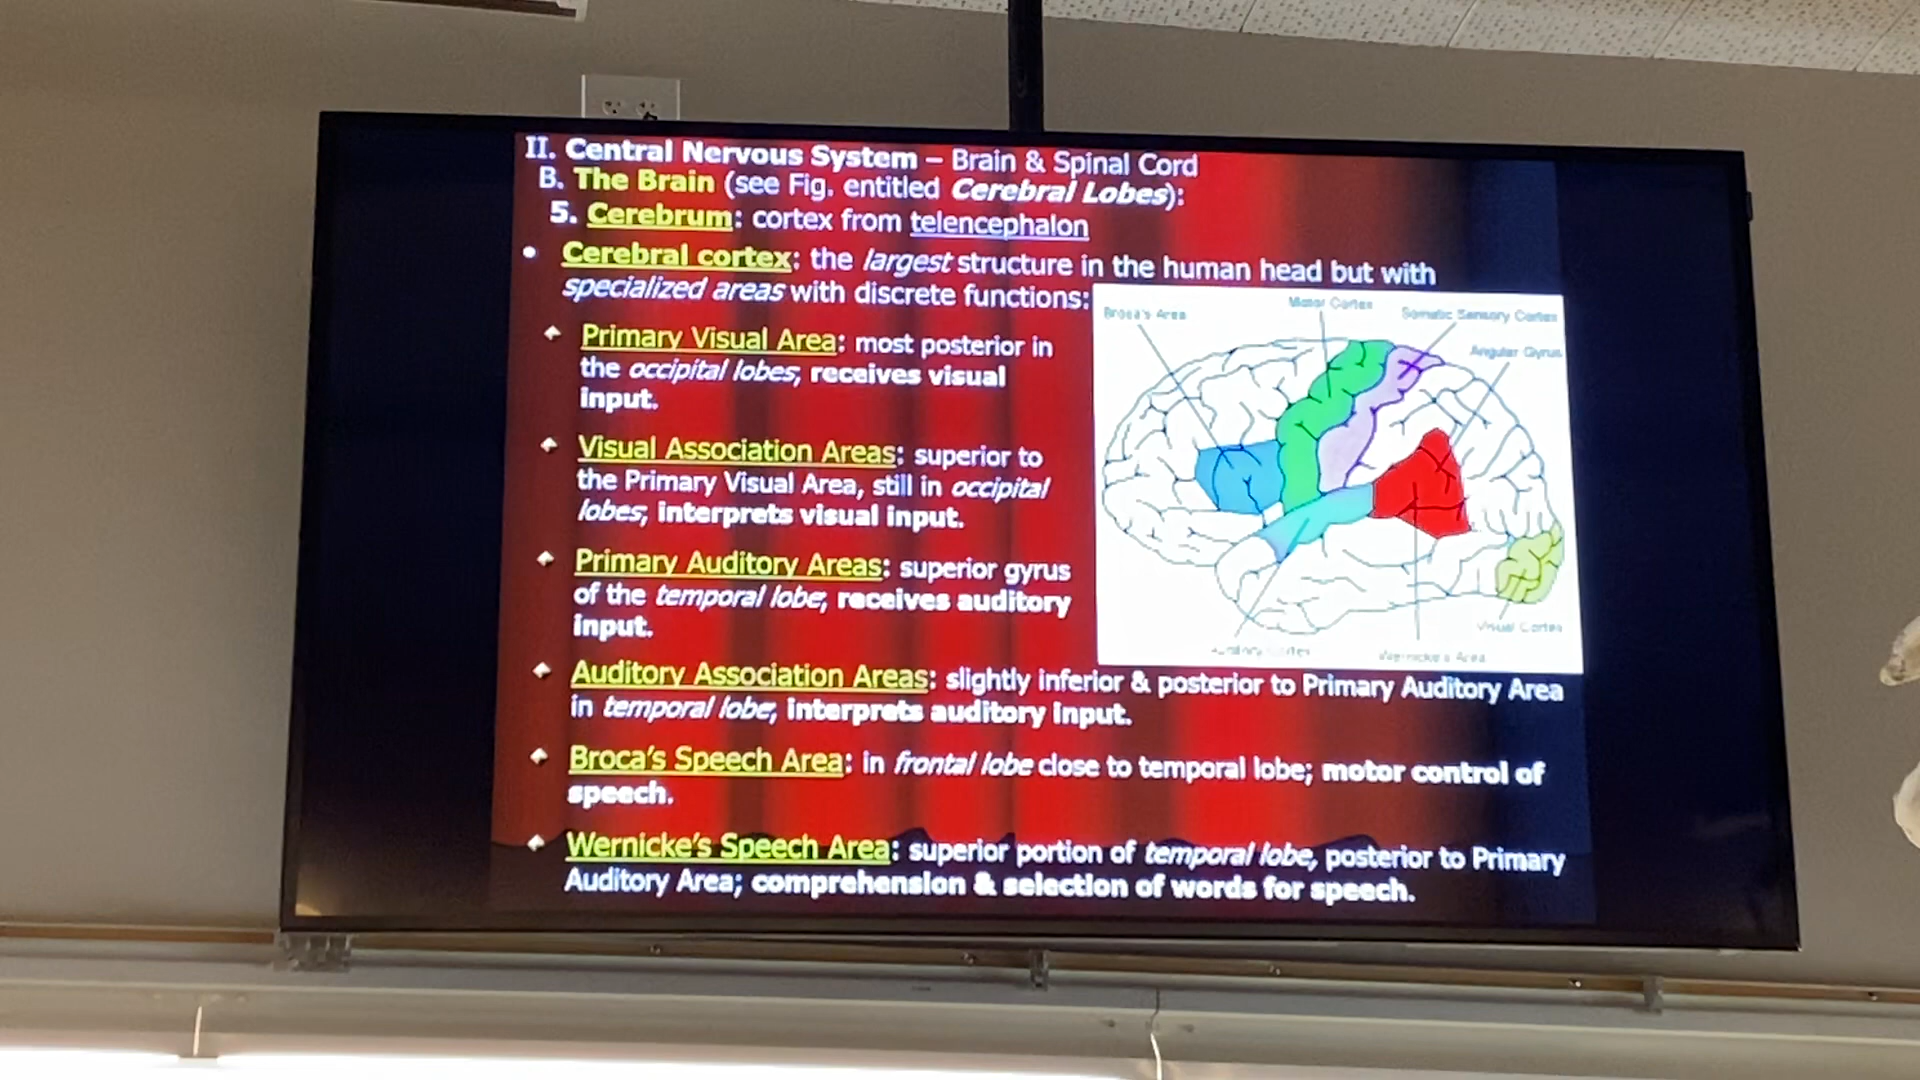 II. Central Nervous System – Brain & Spinal Cord
B. The Brain (see Fig. entitled Cerebral Lobes):
5. Cerebrum: cortex from telencephalon
• Cerebral cortex: the largest structure in the human head but with
specialized areas with discrete functions:
Primary Visual Area: most posterior in
the occipital lobes; receives visual
input.
Visual Association Areas: superior to
the Primary Visual Area, still in occipital
lobes; interprets visual input.
Primary Auditory Areas: superior gyrus
of the temporal lobe; receives auditory
input.
Auditory Association Areas: slightly inferior & posterior to Primary Auditory Area
in temporal lobe; interprets auditory input.
Broca's Speech Area: in frontal lobe close to temporal lobe; motor control of
speech.
Wernicke's Speech Area: superior portion of temporal lobe, posterior to Primary
Auditory Area; comprehension & selection of words for speech.
Broca's Area
Motor Cortex
Somatic Sensory Cortex
Angular Gyrus
Visual Cortex
Auditory Cortex
Wernicke's Area